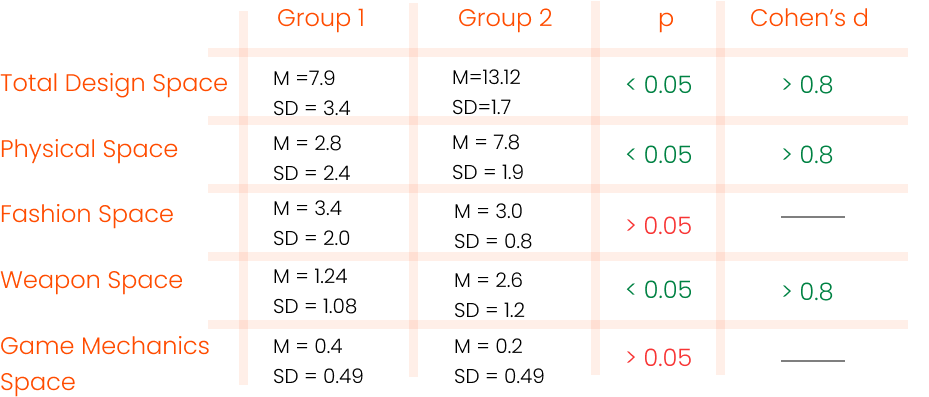 Group 1 Group 2 p Cohen's d
Total Design Space M =7.9 M=13.12 < 0.05 > 0.8
SD = 3.4 SD=1.7
Physical Space M = 2.8 M = 7.8 < 0.05 > 0.8
SD = 2.4 SD = 1.9
Fashion Space M = 3.4 M = 3.0 > 0.05
SD = 2.0 SD = 0.8
Weapon Space M = 1.24 M = 2.6 < 0.05 > 0.8
SD = 1.08 SD = 1.2
Game Mechanics M = 0.4 M = 0.2 > 0.05
Space SD = 0.49 SD = 0.49